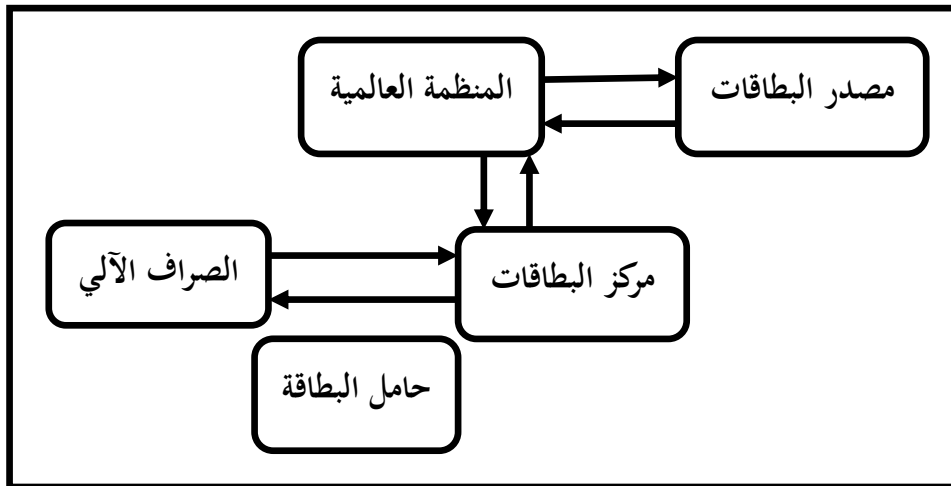 مصدر البطاقات
المنظمة العالمية
مركز البطاقات
الصراف الآلي
حامل البطاقة